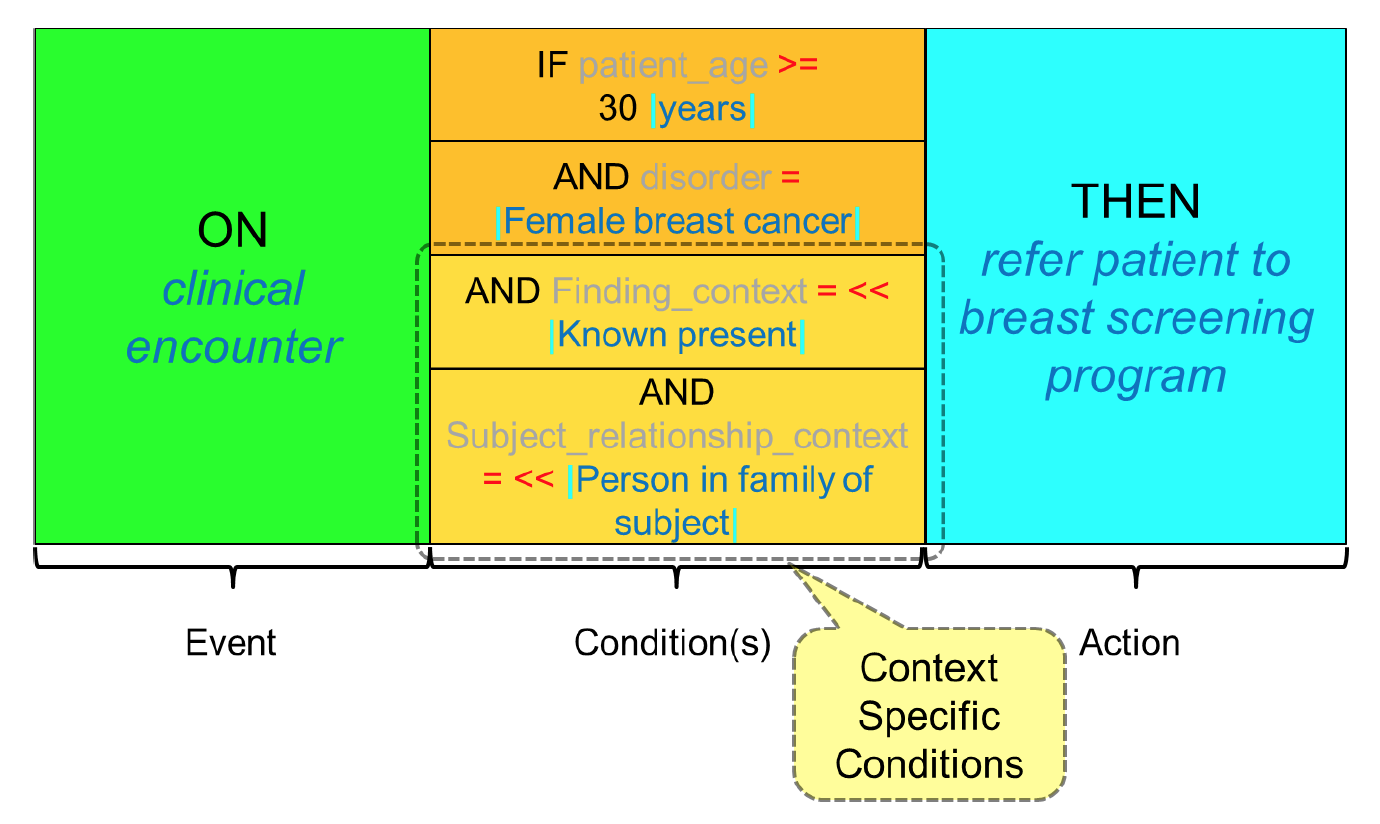 ON
clinical
encounter
IF patient_age >=
30 |years|
AND disorder =
|Female breast cancer|
AND Finding_context = <<
|Known present|
AND
Subject_relationship_context
= << |Person in family of
subject|
THEN
refer patient to
breast screening
program
Event
Condition(s)
Action
Context
Specific
Conditions